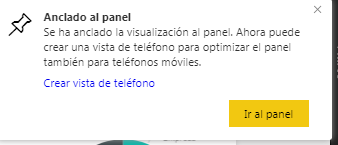 Anclado al panel
Se ha anclado la visualización al panel. Ahora puede
crear una vista de teléfono para optimizar el panel
también para teléfonos móviles.
Crear vista de teléfono
Ir al panel